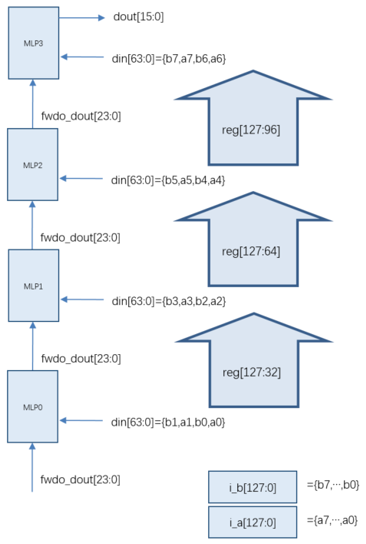 dout[15:0]
MLP3
din[63:0]={b7,a7,b6,a6}
fwdo_dout[23:0]
reg[127:96]
MLP2
din[63:0]={b5,a5,b4,a4}
fwdo_dout[23:0]
reg[127:64]
MLP1
din[63:0]={b3,a3,b2,a2}
fwdo_dout[23:0]
reg[127:32]
MLP0
din[63:0]={b1,a1,b0,a0}
fwdo_dout[23:0]
i_b[127:0] ={b7,···,b0}
i_a[127:0] ={a7,···,a0}